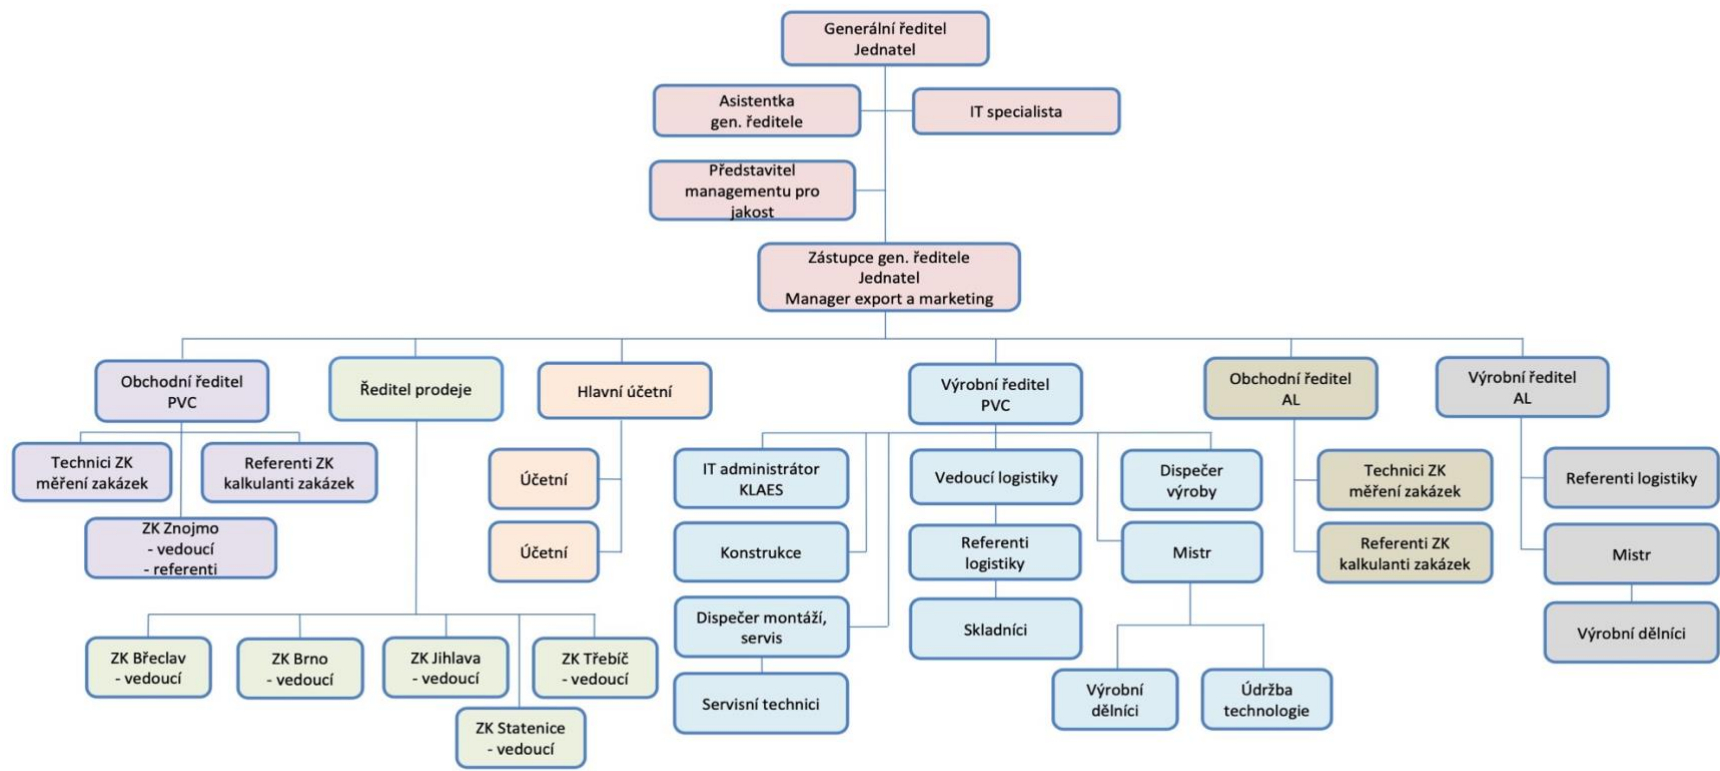 Generální ředitel
Jednatel
Asistentka
gen. ředitele
IT specialista
Představitel
managementu pro
jakost
Zástupce gen. ředitele
Jednatel
Manager export a marketing
Obchodní ředitel
PVC
Ředitel prodeje
Hlavní účetní
Výrobní ředitel
PVC
Obchodní ředitel
AL
Výrobní ředitel
AL
Technici ZK
měření zakázek
Referenti ZK
kalkulanti zakázek
ZK Znojmo
- vedoucí
- referenti
Účetní
Účetní
IT administrátor
KLAES
Vedoucí logistiky
Dispečer
výroby
Konstrukce
Referenti
logistiky
Mistr
Dispečer montáží,
servis
Skladníci
Servisní technici
Výrobní
dělníci
Údržba
technologie
Technici ZK
měření zakázek
Referenti ZK
kalkulanti zakázek
Referenti logistiky
Mistr
Výrobní dělníci
ZK Břeclav
- vedoucí
ZK Brno
- vedoucí
ZK Jihlava
- vedoucí
ZK Třebíč
- vedoucí
ZK Statenice
- vedoucí